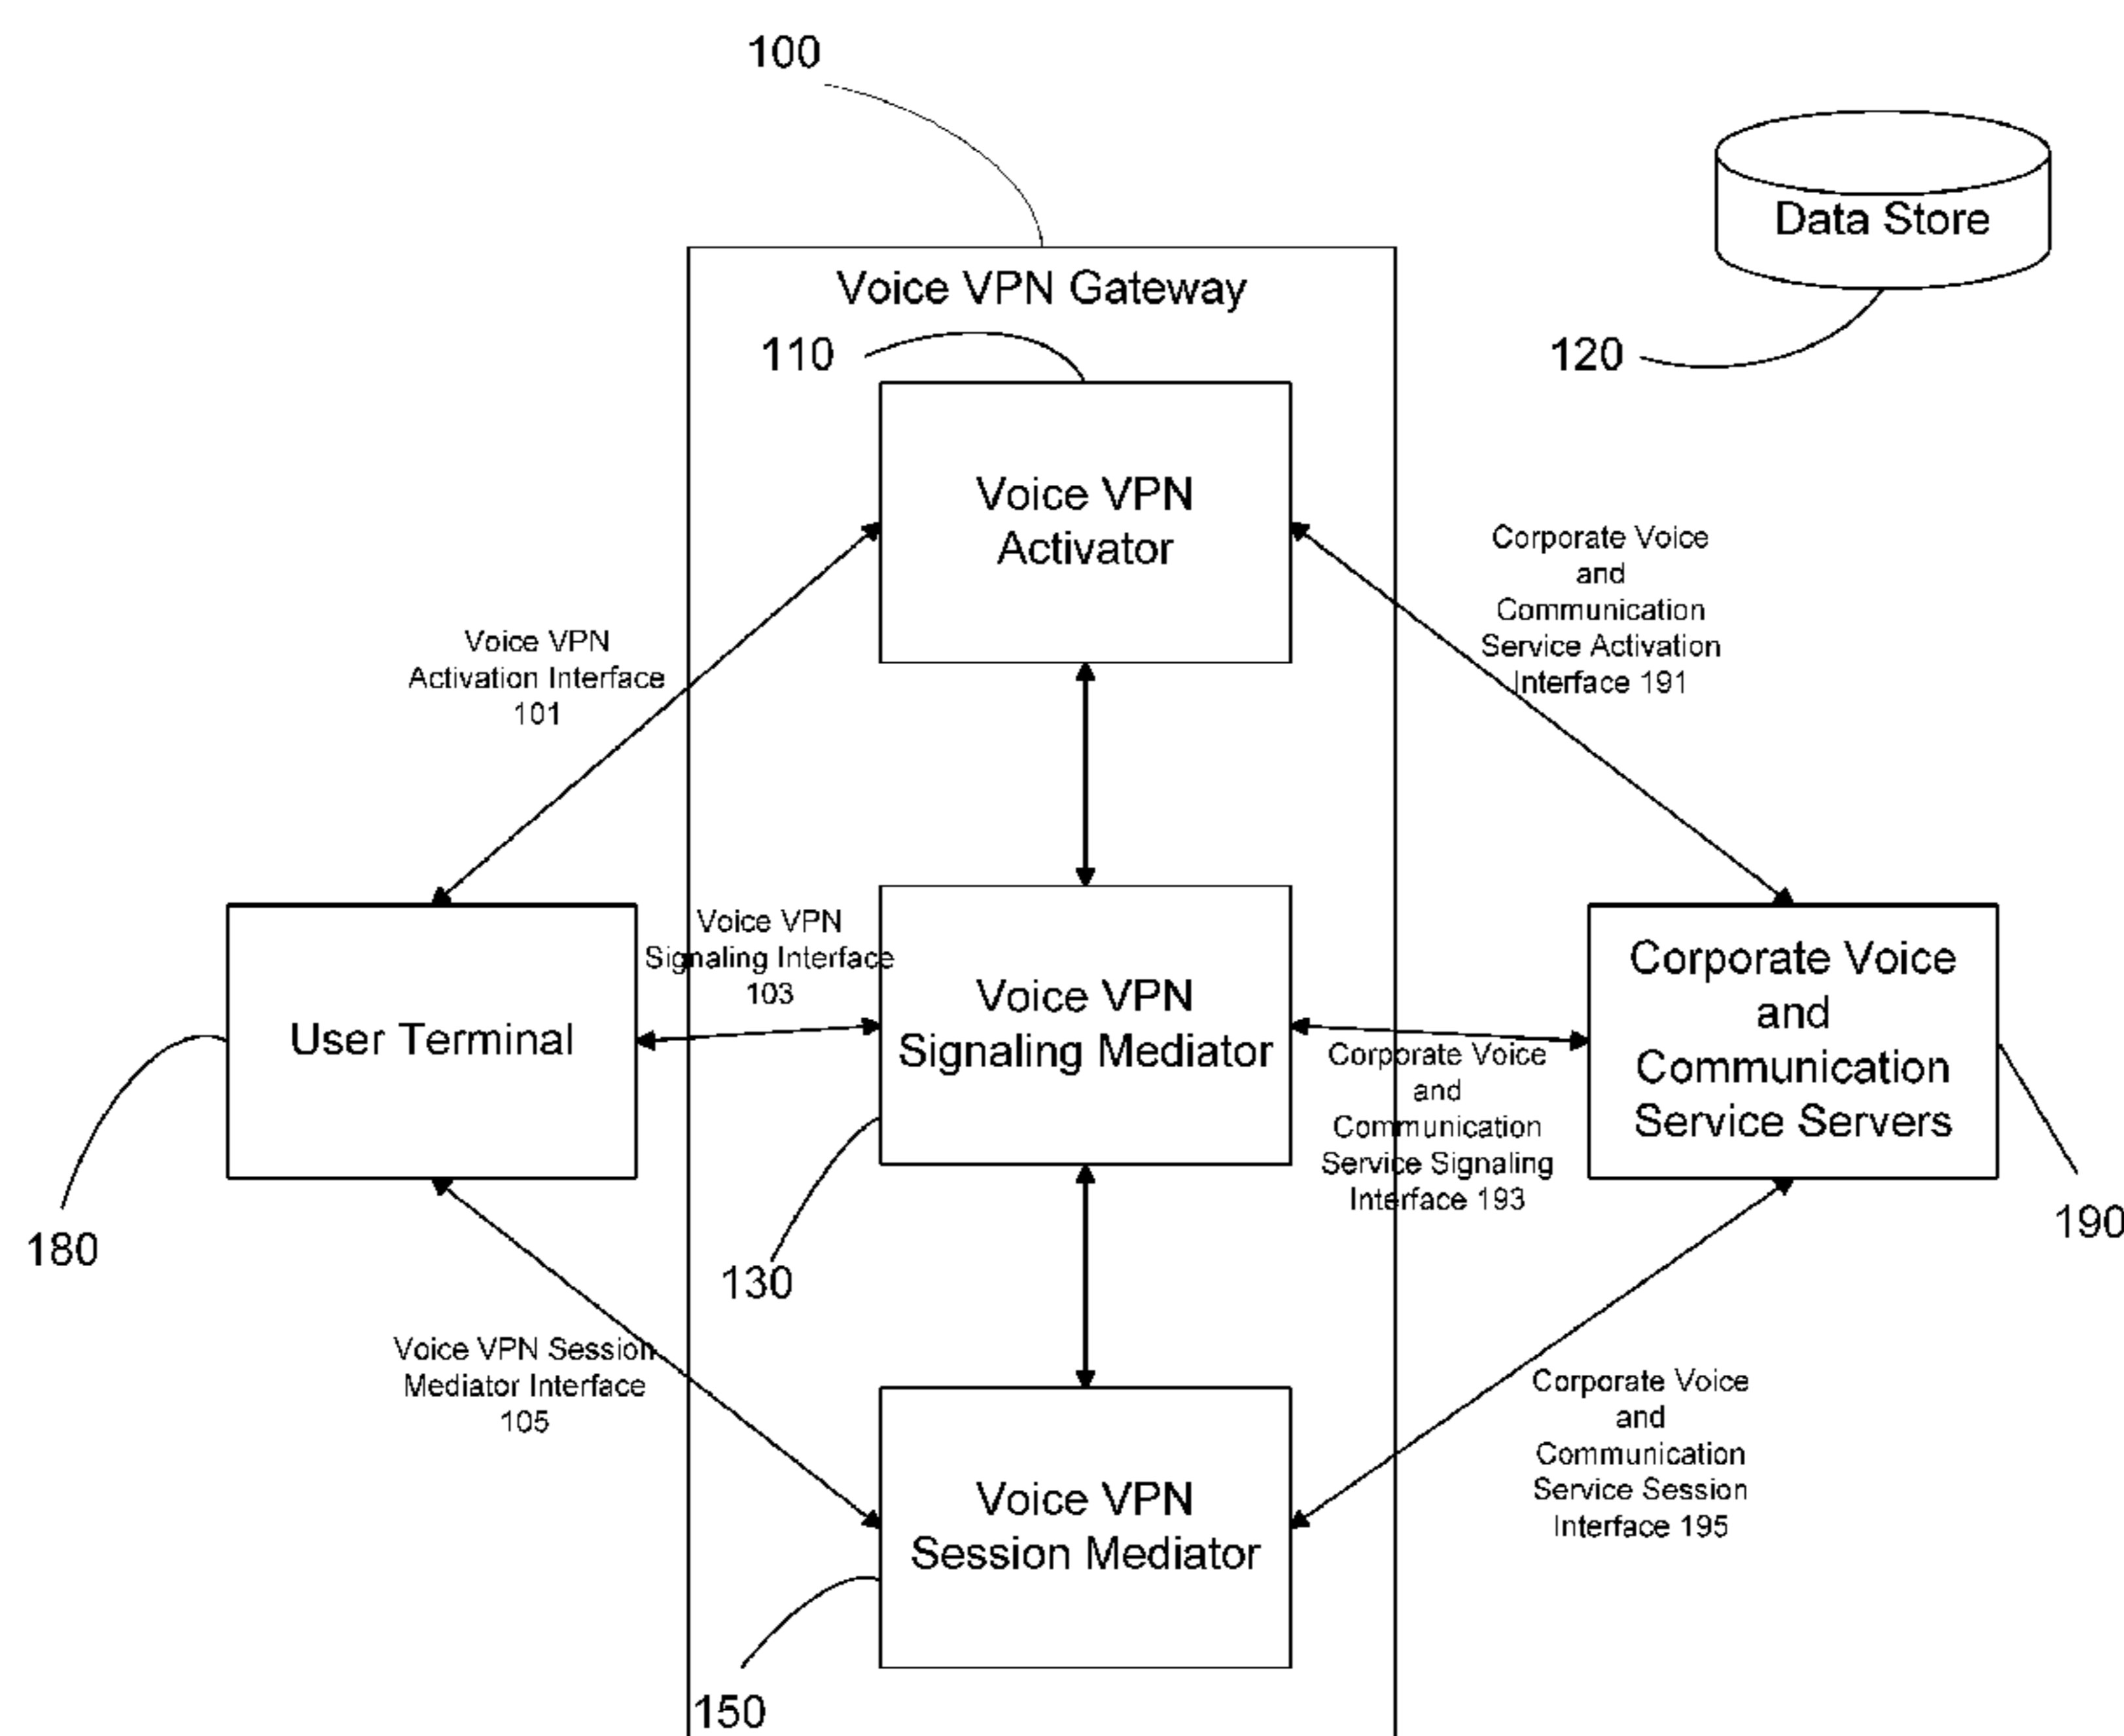 100
Data Store
Voice VPN Gateway
110
120
Voice VPN
Activator
Corporate Voice
and
Communication
Service Activation
Interface 191
Voice VPN
Activation Interface
101
Voice VPN
Signaling Interface
103
User Terminal
Voice VPN
Signaling Mediator
Corporate Voice
and
Communication
Service Signaling
Interface 193
Corporate Voice
and
Communication
Service Servers
180
130
190
Voice VPN Session
Mediator Interface
105
Corporate Voice
and
Communication
Service Session
Interface 195
Voice VPN
Session Mediator
150